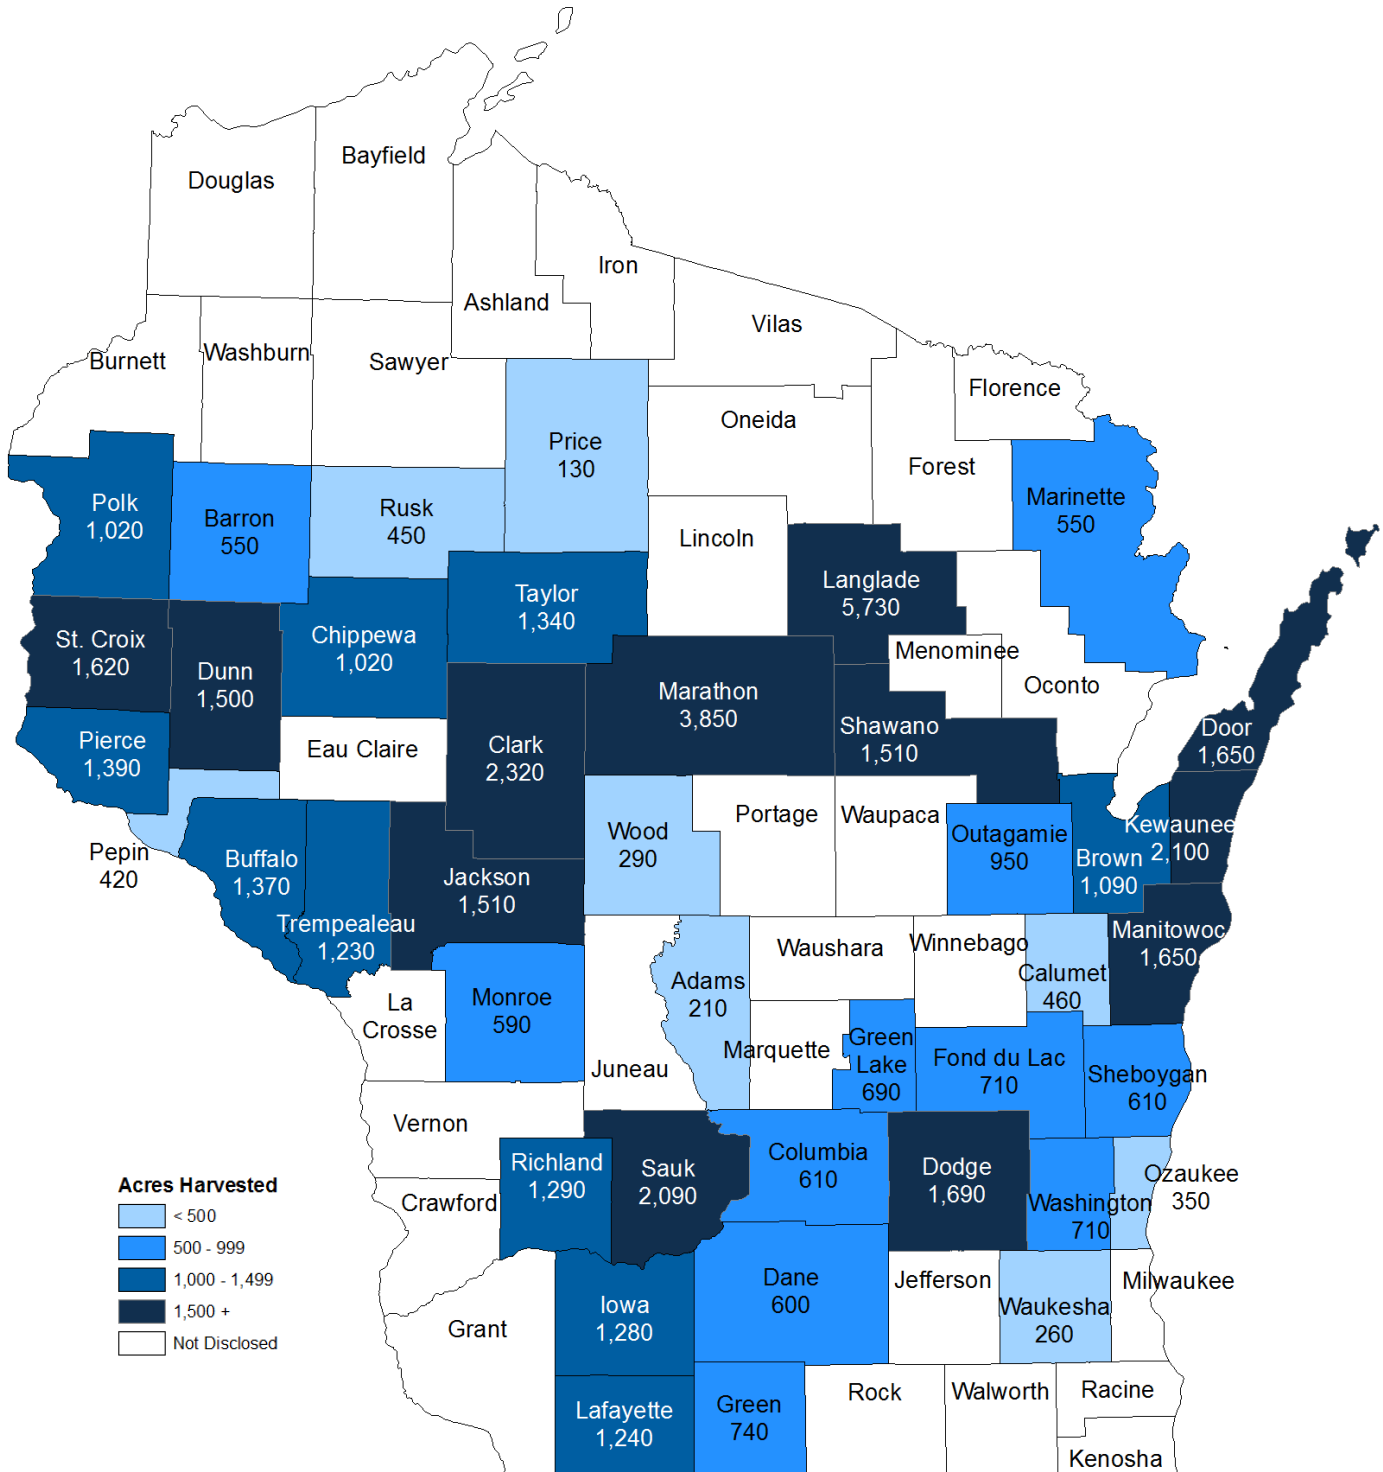 Bayfield
Douglas
Iron
Ashland
Vilas
Burnett
Washburn
Sawyer
Florence
Oneida
Price
130
Forest
Polk
1,020
Barron
550
Rusk
450
Marinette
550
Lincoln
Langlade
5,730
Taylor
1,340
St. Croix
1,620
Chippewa
1,020
Dunn
1,500
Menominee
Oconto
Marathon
3,850
Shawano
1,510
Door
1,650
Pierce
1,390
Eau Claire
Clark
2,320
Portage
Waupaca
Wood
290
Outagamie
950
Kewaunee
2,100
Brown
1,090
Pepin
420
Buffalo
1,370
Jackson
1,510
Trempealeau
1,230
Waushara
Winnebago
Manitowoc
1,650
Adams
210
Calumet
460
Monroe
590
La
Crosse
Juneau
Marquette
Green
Lake
690
Fond du Lac
710
Sheboygan
610
Vernon
Columbia
610
Richland
1,290
Sauk
2,090
Dodge
1,690
Ozaukee
350
Crawford
Washington
710
Acres Harvested
< 500
500 - 999
1,000 - 1,499
1,500 +
Not Disclosed
Dane
600
Jefferson
Milwaukee
Iowa
1,280
Waukesha
260
Grant
Rock
Walworth
Racine
Lafayette
1,240
Green
740
Kenosha